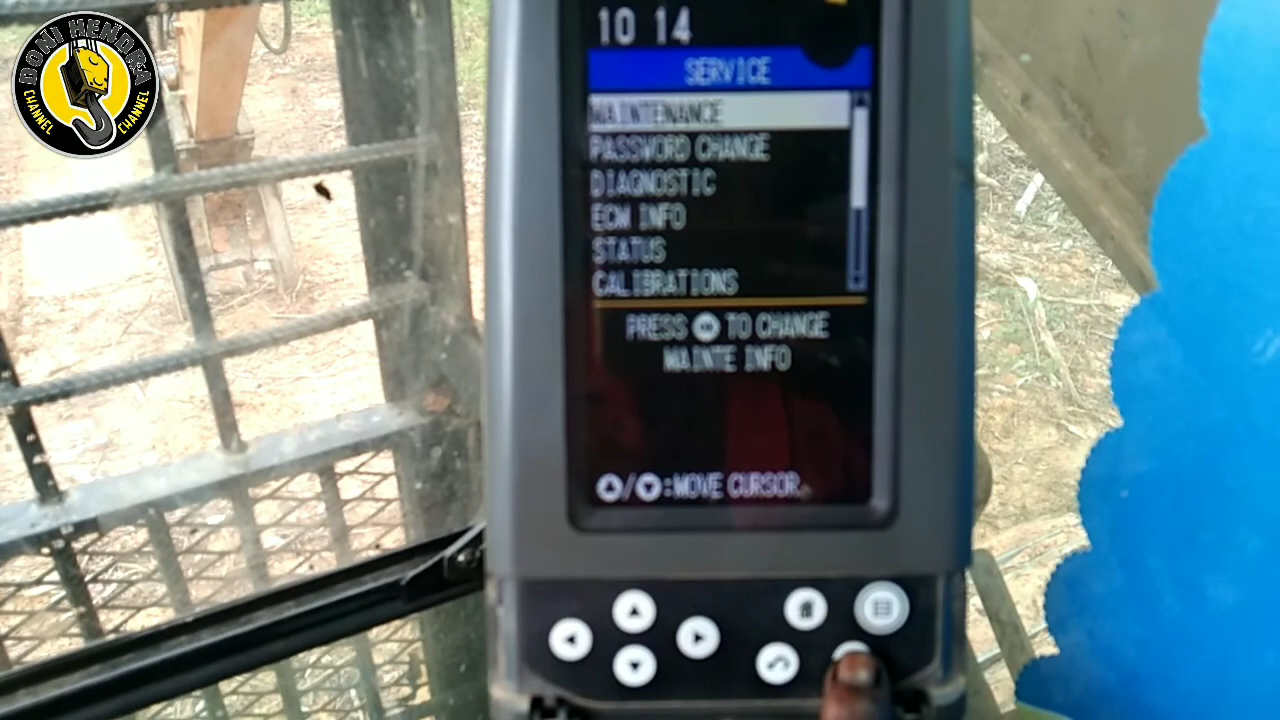 DONI HENDRA
CHANNEL CHANNEL
10 14
SERVICE
MAINTENANCE
PASSWORD CHANGE
DIAGNOSTIC
ECM INFO
STATUS
CALIBRATIONS
PRESS OK TO CHANGE
MAINTE INFO
/ :MOVE CURSOR